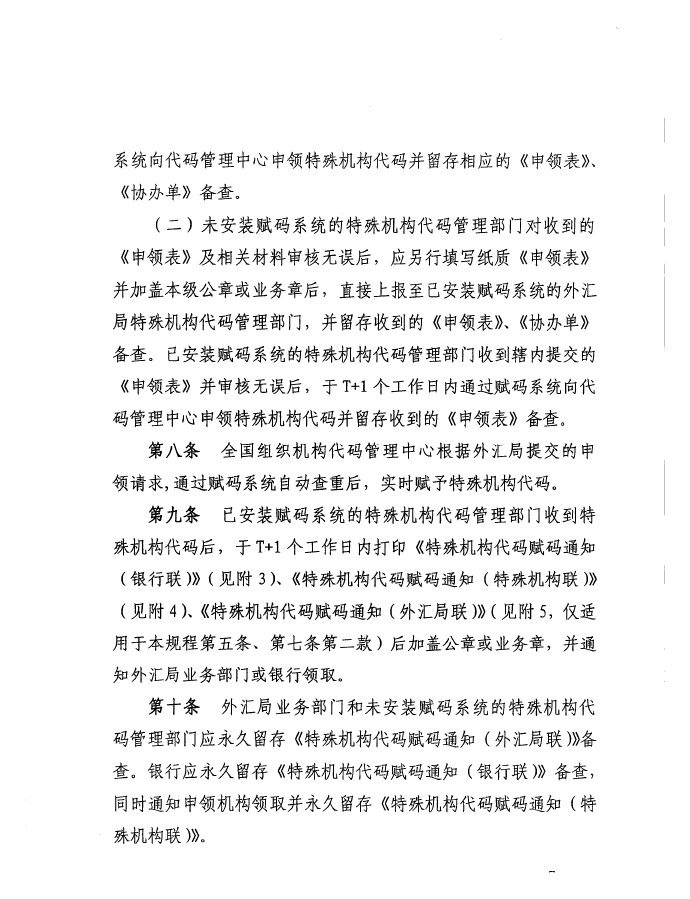 系统向代码管理中心申领特殊机构代码并留存相应的《申领表》、
《协办单》备查。
（二）未安装赋码系统的特殊机构代码管理部门对收到的
《申领表》及相关材料审核无误后，应另行填写纸质《申领表》
并加盖本级公章或业务章后，直接上报至已安装赋码系统的外汇
局特殊机构代码管理部门，并留存收到的《申领表》、《协办单》
备查。已安装赋码系统的特殊机构代码管理部门收到辖内提交的
《申领表》并审核无误后，于 T+1 个工作日内通过赋码系统向代
码管理中心申领特殊机构代码并留存收到的《申领表》备查。
第八条 全国组织机构代码管理中心根据外汇局提交的申
领请求,通过赋码系统自动查重后，实时赋予特殊机构代码。
第九条 已安装赋码系统的特殊机构代码管理部门收到特
殊机构代码后，于 T+1 个工作日内打印《特殊机构代码赋码通知
（银行联）》（见附 3）、《特殊机构代码赋码通知（特殊机构联）》
（见附 4）、《特殊机构代码赋码通知（外汇局联）》（见附 5，仅适
用于本规程第五条、第七条第二款）后加盖公章或业务章，并通
知外汇局业务部门或银行领取。
第十条 外汇局业务部门和未安装赋码系统的特殊机构代
码管理部门应永久留存《特殊机构代码赋码通知（外汇局联）》备
查。银行应永久留存《特殊机构代码赋码通知（银行联）》备查，
同时通知申领机构领取并永久留存《特殊机构代码赋码通知（特
殊机构联）》。